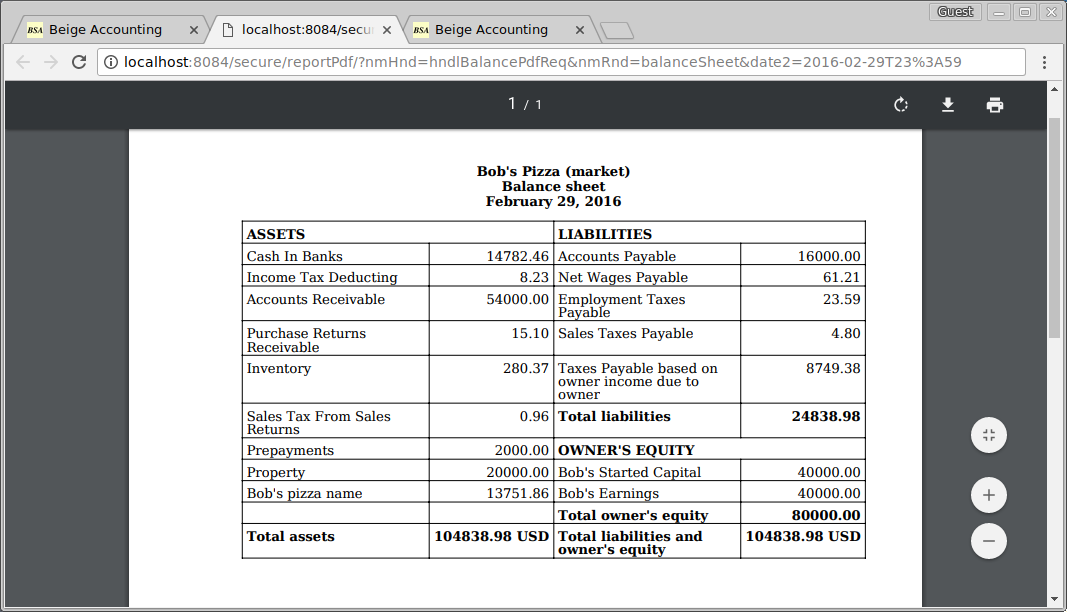 Guest
BSA Beige Accounting
localhost:8084/secu
BSA Beige Accounting
localhost:8084/secure/reportPdf/?nmHnd=hndlBalancePdfReq&nmRnd=balanceSheet&date2=2016-02-29T23%3A59
1 / 1
Bob's Pizza (market)
Balance sheet
February 29, 2016
ASSETS LIABILITIES
Cash In Banks 14782.46 Accounts Payable 16000.00
Income Tax Deducting 8.23 Net Wages Payable 61.21
Accounts Receivable 54000.00 Employment Taxes 23.59
Payable
Purchase Returns 15.10 Sales Taxes Payable 4.80
Receivable
Inventory 280.37 Taxes Payable based on 8749.38
owner income due to
owner
Sales Tax From Sales 0.96 Total liabilities 24838.98
Returns
Prepayments 2000.00 OWNER'S EQUITY
Property 20000.00 Bob's Started Capital 40000.00
Bob's pizza name 13751.86 Bob's Earnings 40000.00
Total owner's equity 80000.00
Total assets 104838.98 USD Total liabilities and 104838.98 USD
owner's equity